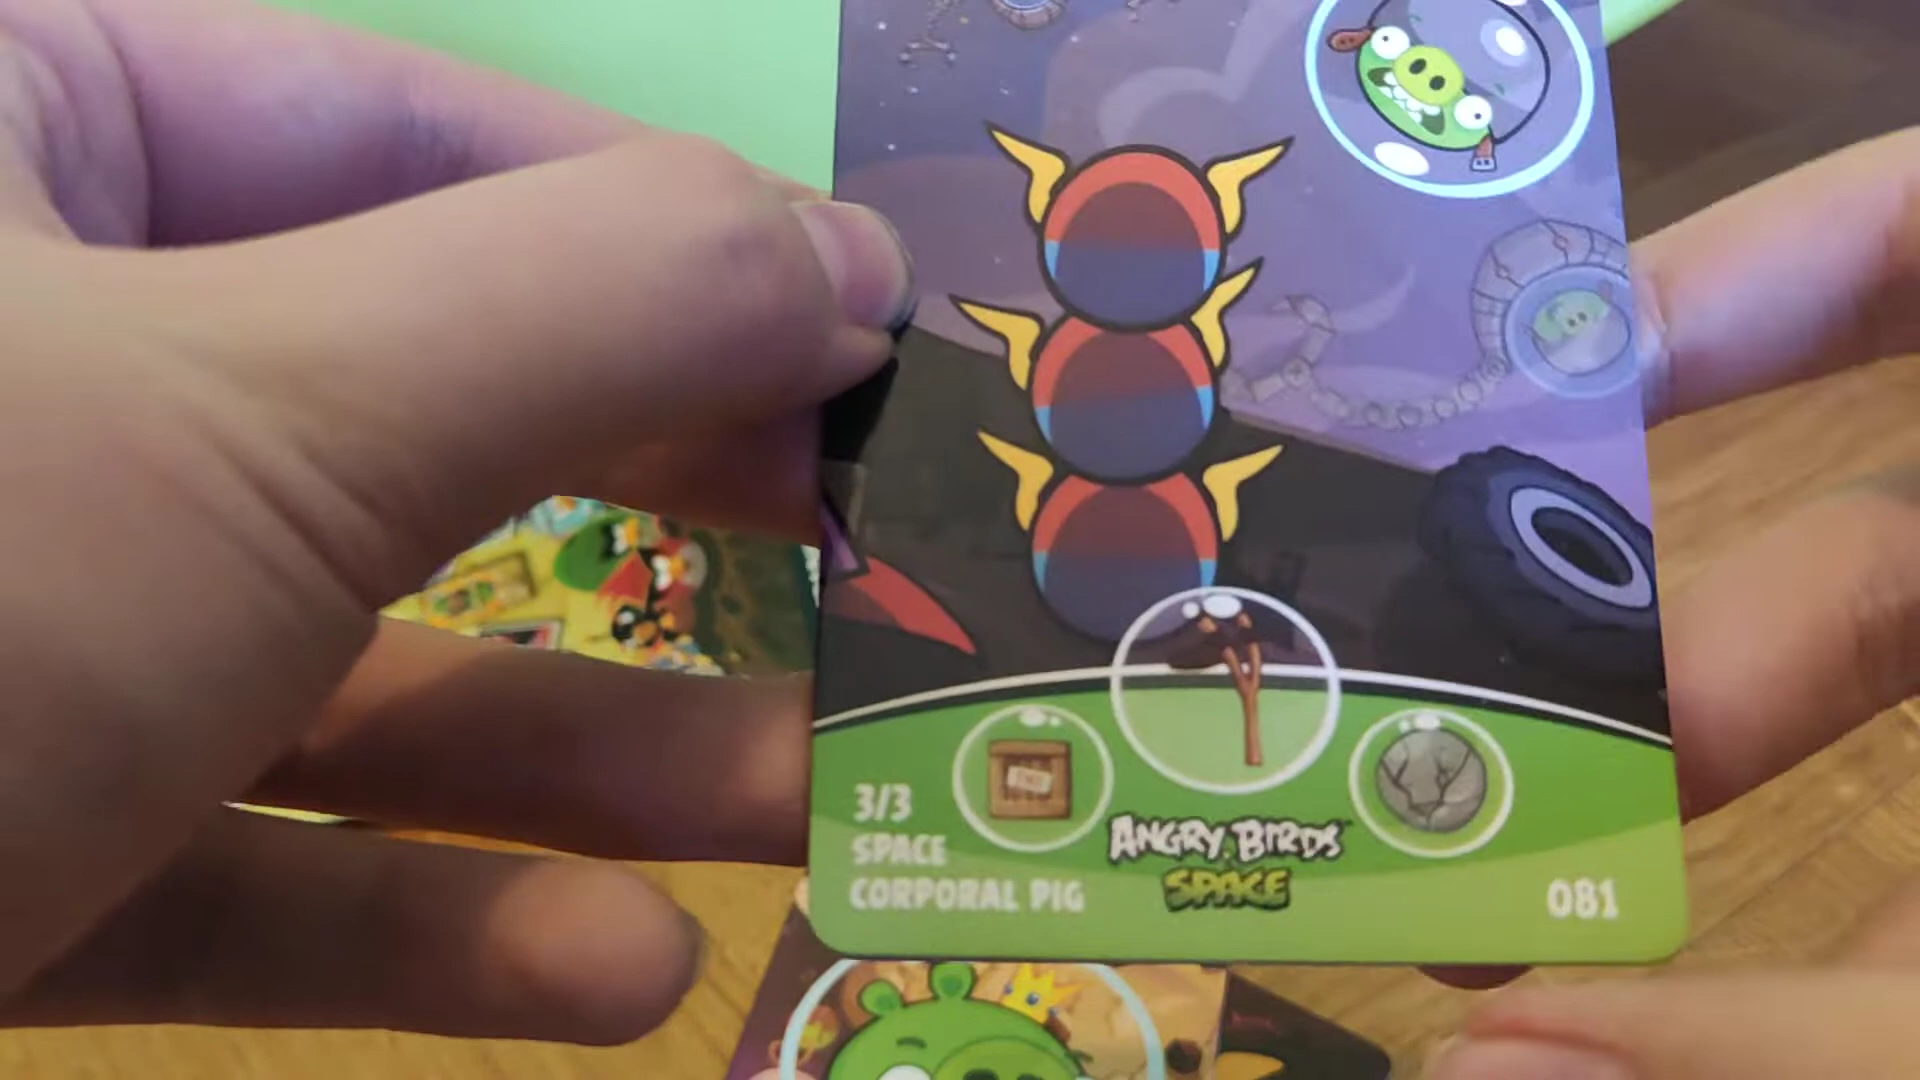 3/3
SPACE
CORPORAL PIG
ANGRY BIRDS
SPACE
081